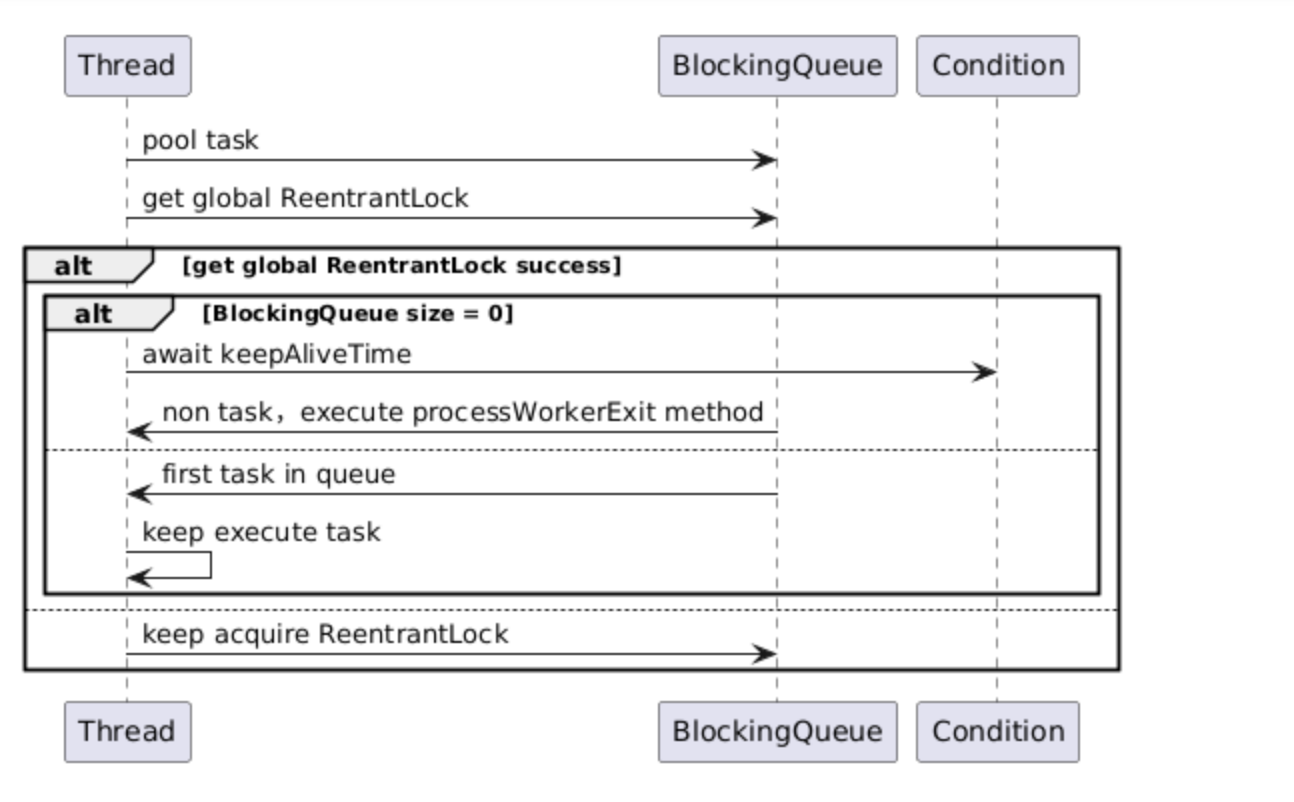 Thread
BlockingQueue
Condition
pool task
get global ReentrantLock
alt
[get global ReentrantLock success]
alt
[BlockingQueue size = 0]
await keepAliveTime
non task，execute processWorkerExit method
first task in queue
keep execute task
keep acquire ReentrantLock
Thread
BlockingQueue
Condition